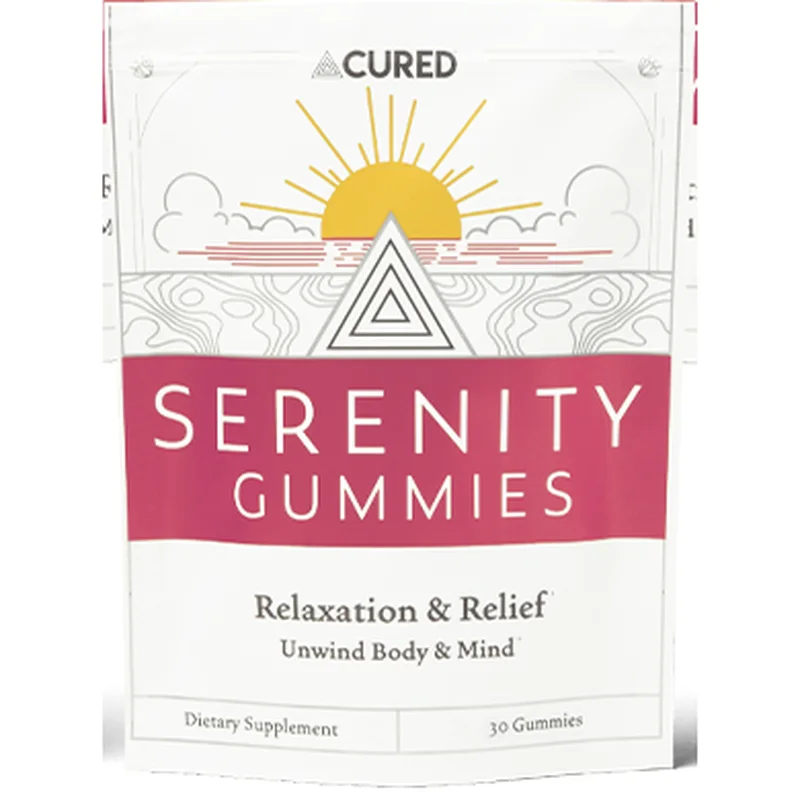 CURED
SERENITY
GUMMIES
Relaxation & Relief
Unwind Body & Mind
Dietary Supplement
30 Gummies